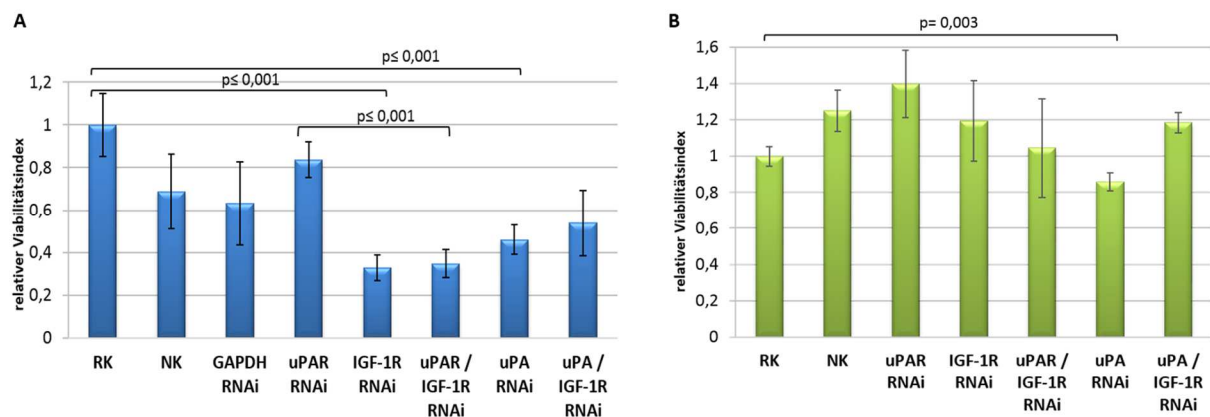 A
p≤ 0,001
p≤ 0,001
p≤ 0,001
relativer Viabilitätsindex
1,2
1
0,8
0,6
0,4
0,2
0
RK
NK
GAPDH
RNAi
uPAR
RNAi
IGF-1R
RNAi
uPAR /
IGF-1R
RNAi
uPA
RNAi
uPA /
IGF-1R RNAi
B
p= 0,003
relativer Viabilitätsindex
1,6
1,4
1,2
1
0,8
0,6
0,4
0,2
0
RK
NK
uPAR
RNAi
IGF-1R
RNAi
uPAR /
IGF-1R RNAi
uPA
RNAi
uPA /
IGF-1R RNAi